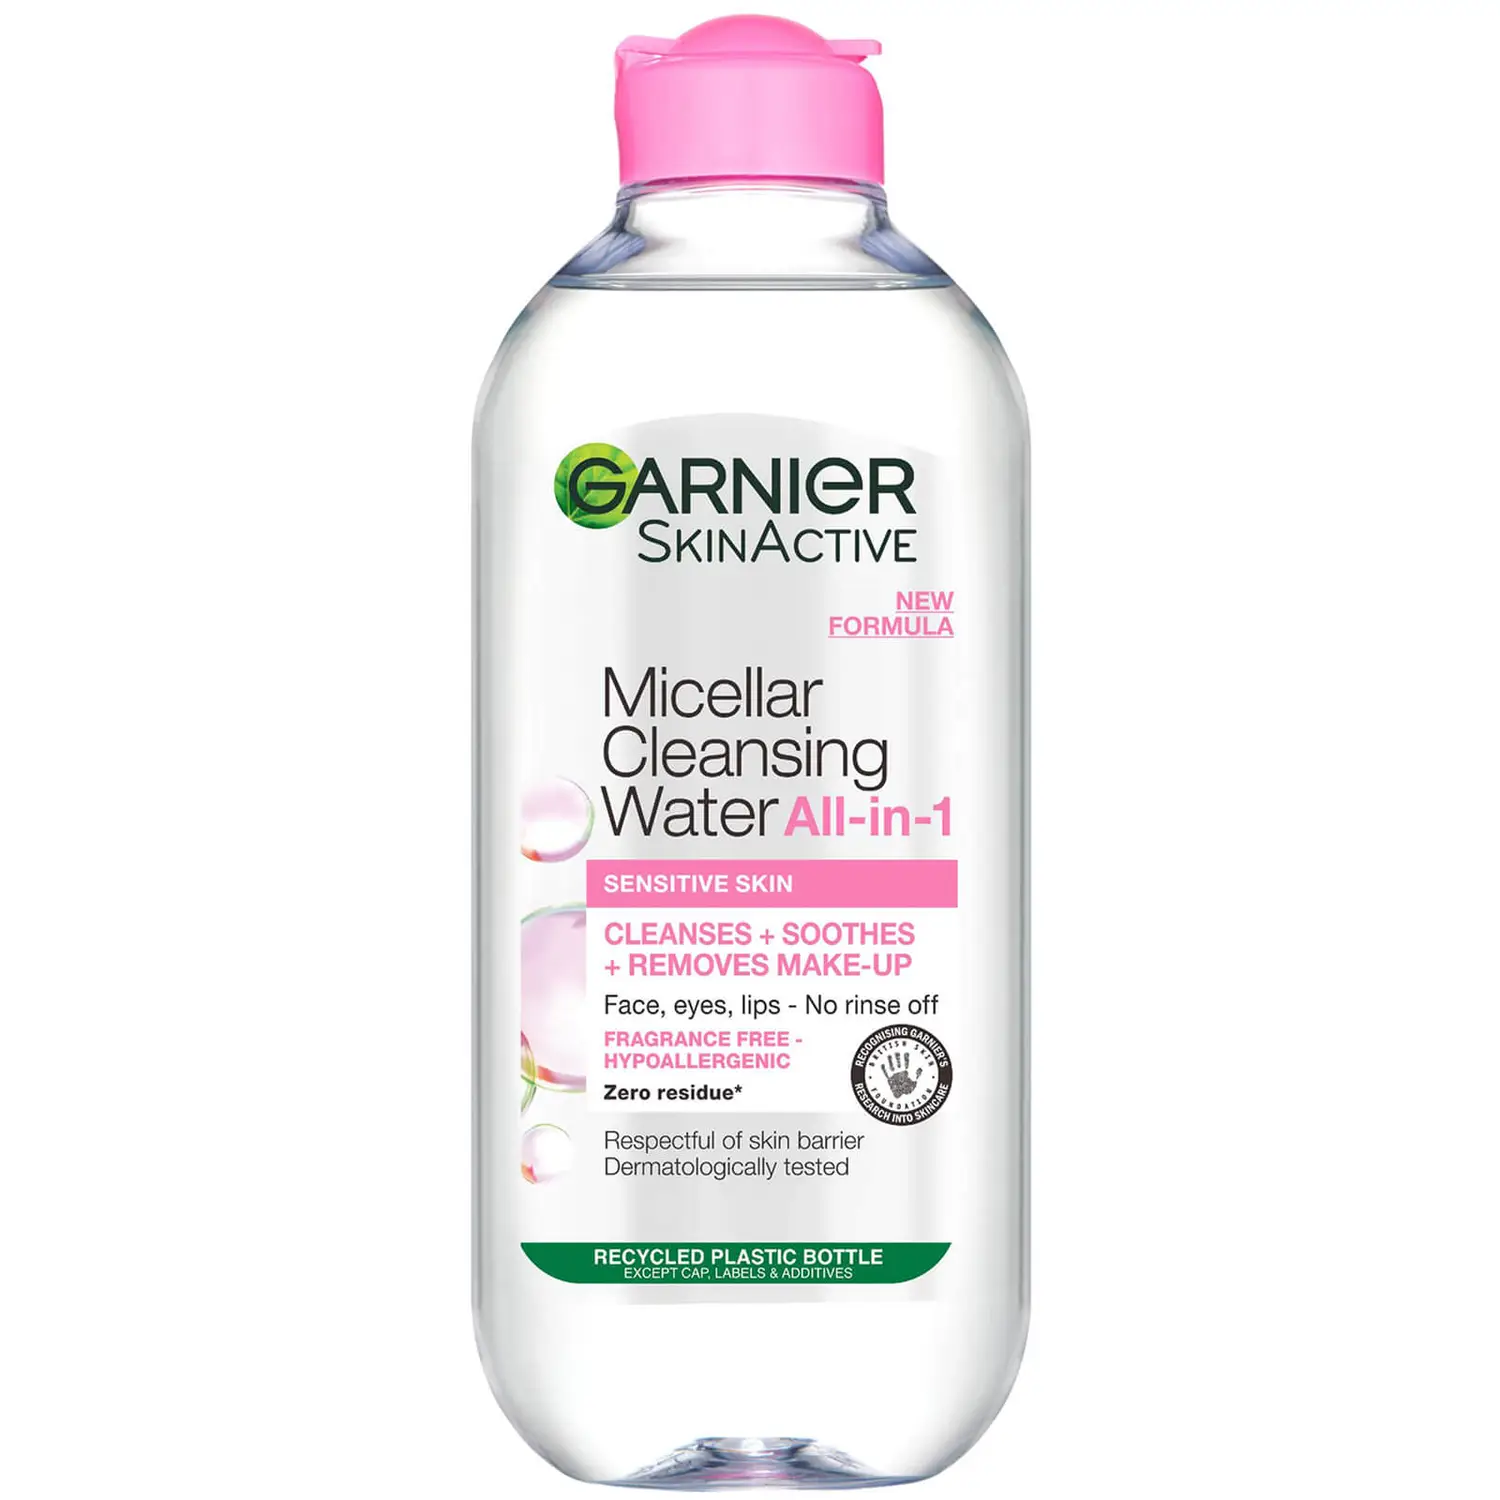 GARNIER
SKINACTIVE
NEW
FORMULA
Micellar
Cleansing
Water All-in-1
SENSITIVE SKIN
CLEANSES + SOOTHES
+ REMOVES MAKE-UP
Face, eyes, lips - No rinse off
FRAGRANCE FREE -
HYPOALLERGENIC
Zero residue*
RECOGNISING GARNIER'S
BRITISH SKIN
FOUNDATION
RESEARCH INTO SKINCARE
Respectful of skin barrier
Dermatologically tested
RECYCLED PLASTIC BOTTLE
EXCEPT CAP, LABELS & ADDITIVES